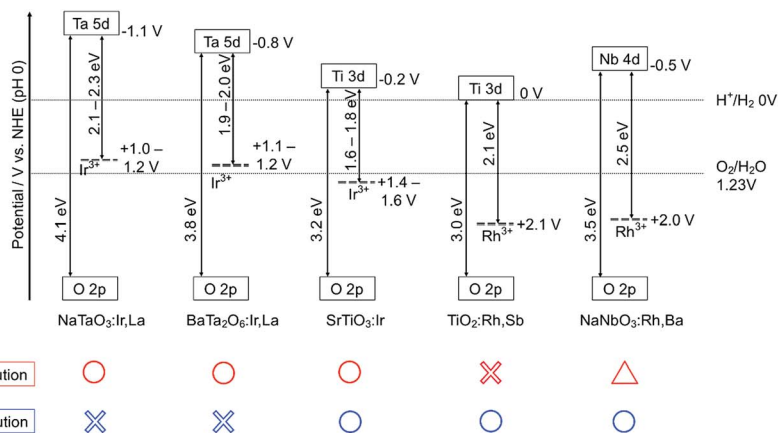 Potential / V vs. NHE (pH 0)
Ta 5d -1.1 V
2.1 – 2.3 eV
+1.0 –
1.2 V
Ir³⁺
4.1 eV
O 2p
NaTaO₃:Ir,La
Ta 5d -0.8 V
1.9 – 2.0 eV
+1.1 –
1.2 V
Ir³⁺
3.8 eV
O 2p
BaTa₂O₆:Ir,La
Ti 3d -0.2 V
1.6 – 1.8 eV
Ir³⁺ +1.4 –
1.6 V
3.2 eV
O 2p
SrTiO₃:Ir
Ti 3d 0 V
2.1 eV
Rh³⁺ +2.1 V
3.0 eV
O 2p
TiO₂:Rh,Sb
Nb 4d -0.5 V
2.5 eV
Rh³⁺ +2.0 V
3.5 eV
O 2p
NaNbO₃:Rh,Ba
H⁺/H₂ 0V
O₂/H₂O
1.23V
ution
ution